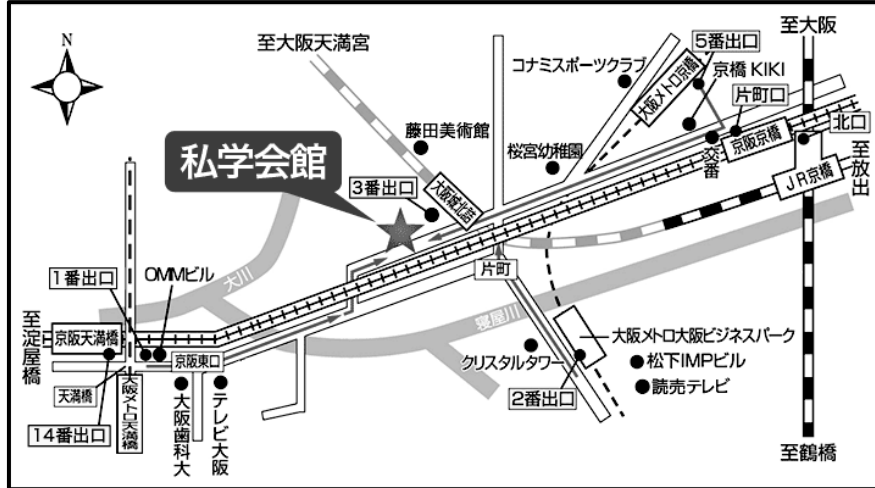 N
至大阪天満宮
コナミスポーツクラブ
大阪メトロ京橋
5番出口
京橋 KIKI
片町口
至大阪
北口
京阪京橋
交番
JR京橋
至放出
藤田美術館
桜宮幼稚園
私学会館
3番出口
大阪城北詰
大川
片町
寝屋川
1番出口
OMMビル
至淀屋橋
京阪天満橋
京阪東口
天満橋
大阪メトロ天満橋
14番出口
大阪歯科大
テレビ大阪
クリスタルタワー
大阪メトロ大阪ビジネスパーク
松下IMPビル
読売テレビ
2番出口
至鶴橋